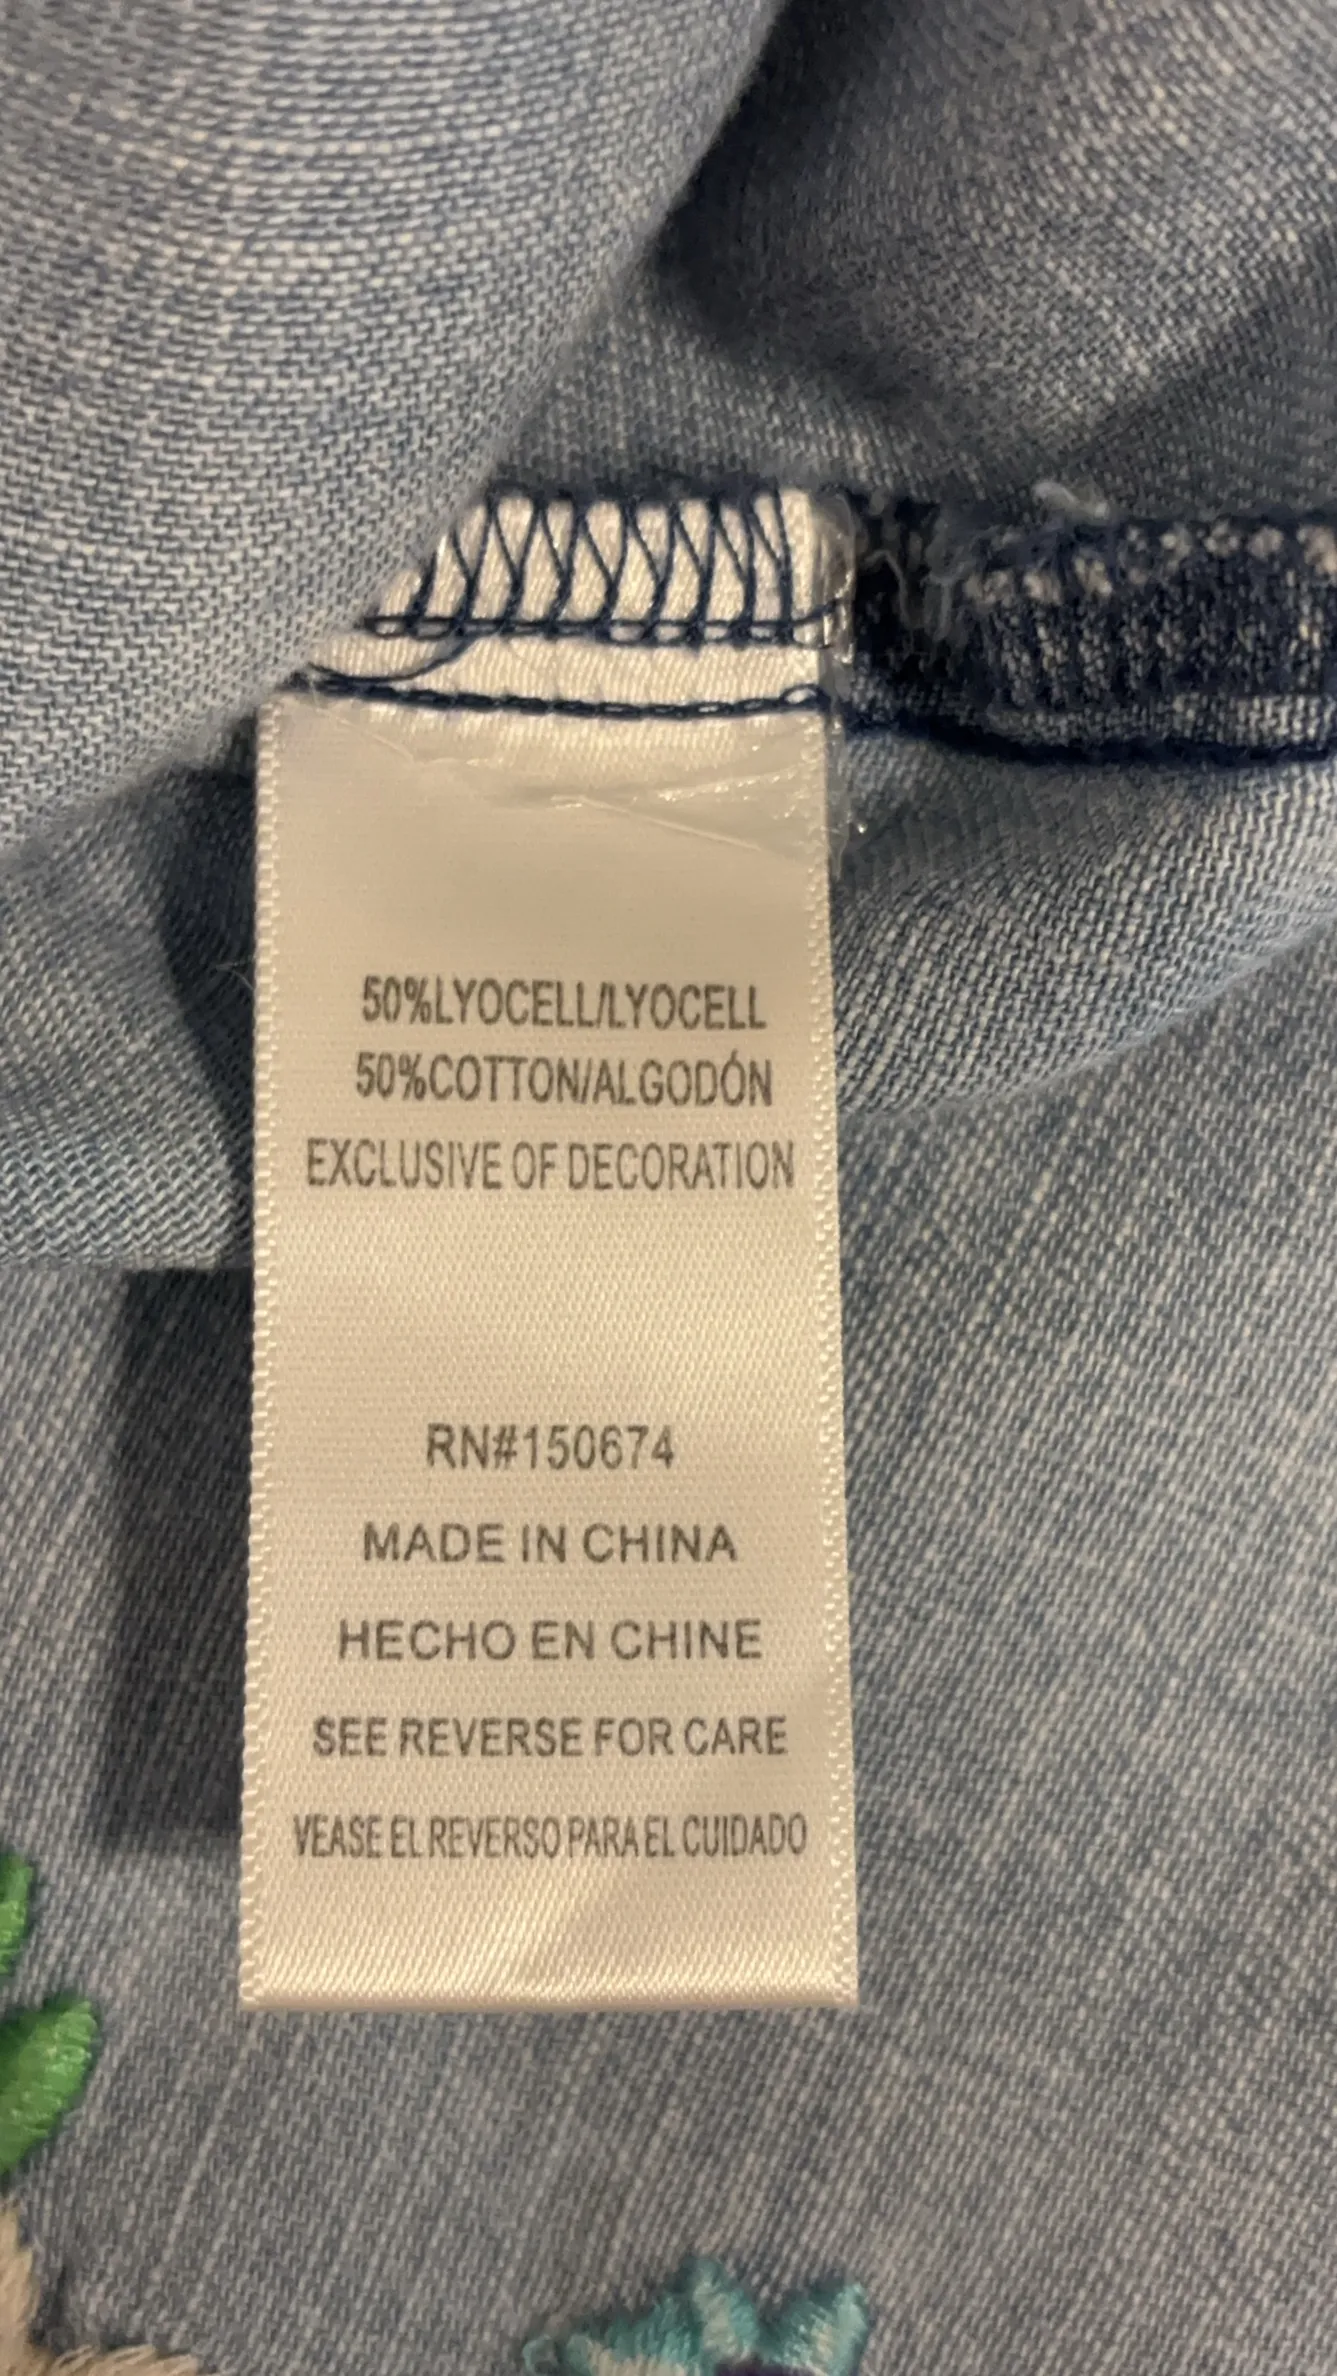 50%LYOCELL/LYOCELL
50%COTTON/ALGODÓN
EXCLUSIVE OF DECORATION
RN#150674
MADE IN CHINA
HECHO EN CHINE
SEE REVERSE FOR CARE
VEASE EL REVERSO PARA EL CUIDADO